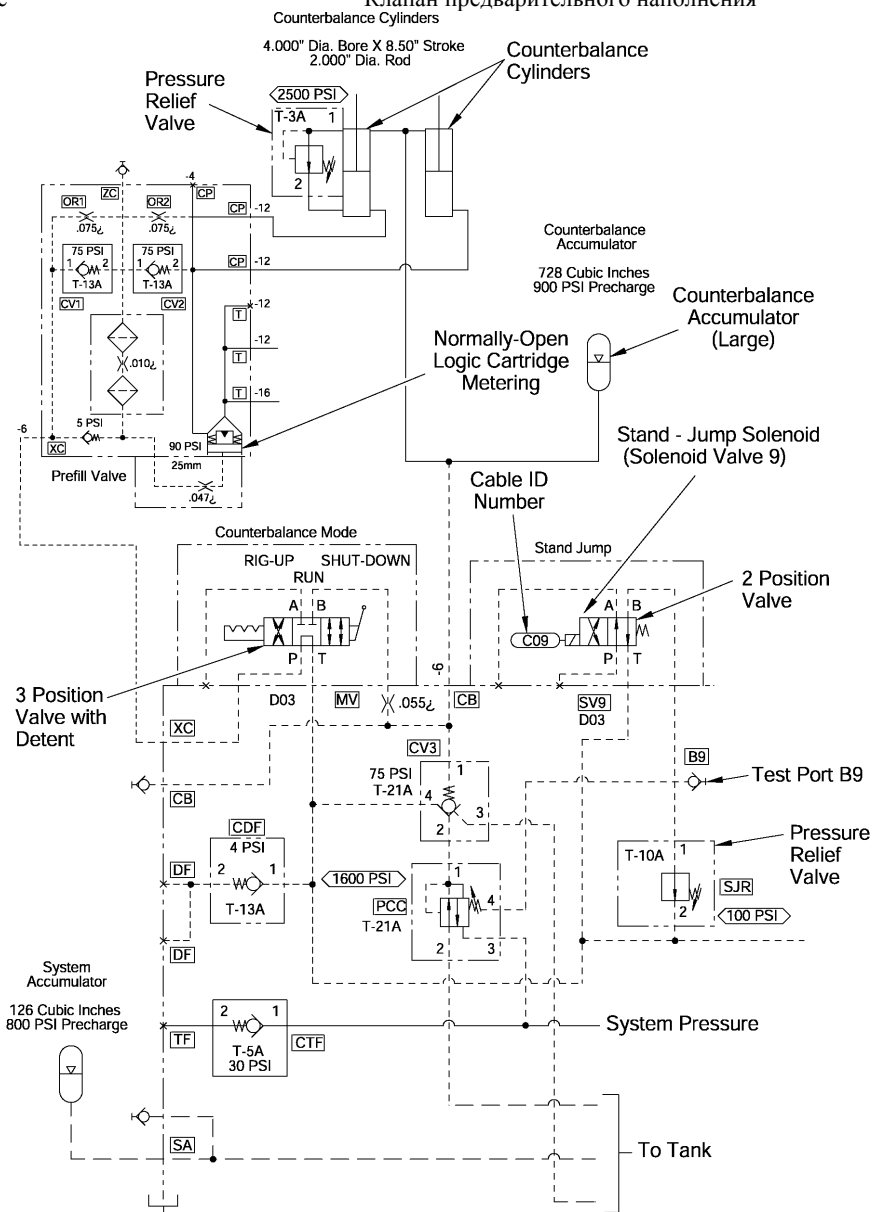 с
Клапан предварительного наполнения
Counterbalance Cylinders
4.000" Dia. Bore X 8.50" Stroke
2.000" Dia. Rod
Counterbalance
Cylinders
Pressure
Relief
Valve
2500 PSI
T-3A
1
2
-4
ZC
CP
OR1
OR2
.075¿
.075¿
CP
-12
75 PSI
75 PSI
1
2
1
2
T-13A
T-13A
CP
-12
CV1
CV2
-12
T
-12
T
.010¿
T
-16
-6
5 PSI
XC
90 PSI
25mm
Prefill Valve
.047¿
Counterbalance
Accumulator
728 Cubic Inches
900 PSI Precharge
Counterbalance
Accumulator
(Large)
Normally-Open
Logic Cartridge
Metering
Stand - Jump Solenoid
(Solenoid Valve 9)
Cable ID
Number
Counterbalance Mode
RIG-UP
SHUT-DOWN
RUN
A
B
P
T
Stand Jump
A
B
C09
P
T
2 Position
Valve
3 Position
Valve with
Detent
D03
MV
.055¿
-6
CB
SV9
D03
XC
CB
CV3
75 PSI
T-21A
1
4
3
2
B9
Test Port B9
CDF
4 PSI
2
1
T-13A
DF
DF
1600 PSI
PCC
T-21A
1
4
2
3
T-10A
1
2
SJR
100 PSI
Pressure
Relief
Valve
System
Accumulator
126 Cubic Inches
800 PSI Precharge
TF
2
1
T-5A
30 PSI
CTF
System Pressure
SA
To Tank